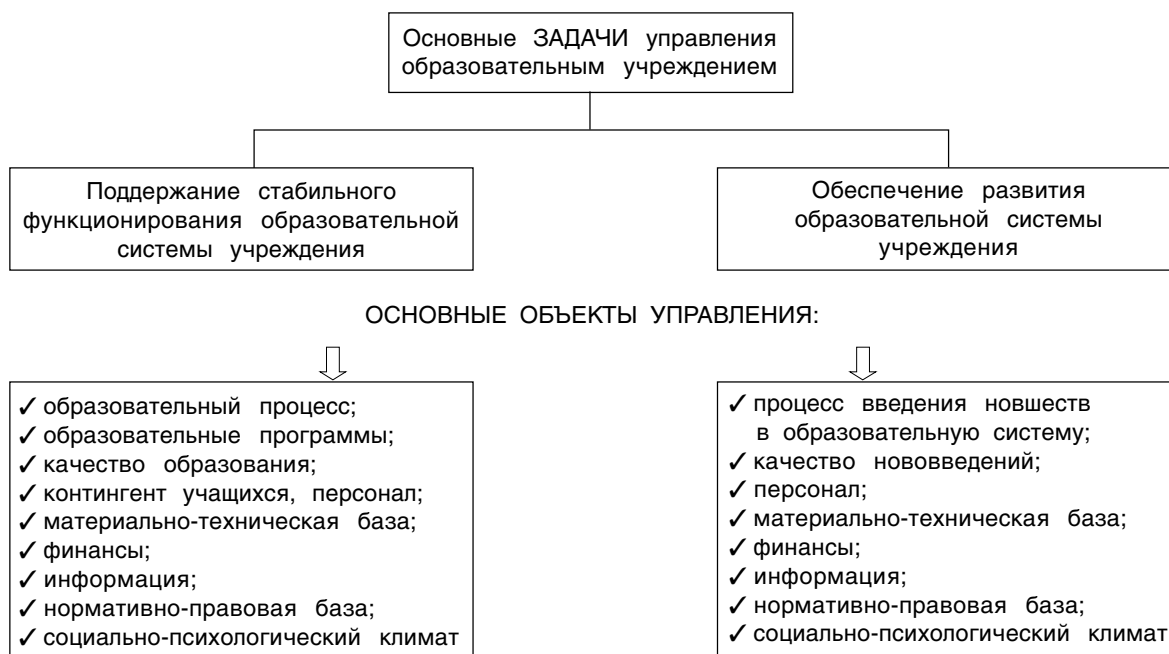 Основные ЗАДАЧИ управления
образовательным учреждением
Поддержание стабильного
функционирования образовательной
системы учреждения
Обеспечение развития
образовательной системы
учреждения
ОСНОВНЫЕ ОБЪЕКТЫ УПРАВЛЕНИЯ:
✓ образовательный процесс;
✓ образовательные программы;
✓ качество образования;
✓ контингент учащихся, персонал;
✓ материально-техническая база;
✓ финансы;
✓ информация;
✓ нормативно-правовая база;
✓ социально-психологический климат
✓ процесс введения новшеств
в образовательную систему;
✓ качество нововведений;
✓ персонал;
✓ материально-техническая база;
✓ финансы;
✓ информация;
✓ нормативно-правовая база;
✓ социально-психологический климат